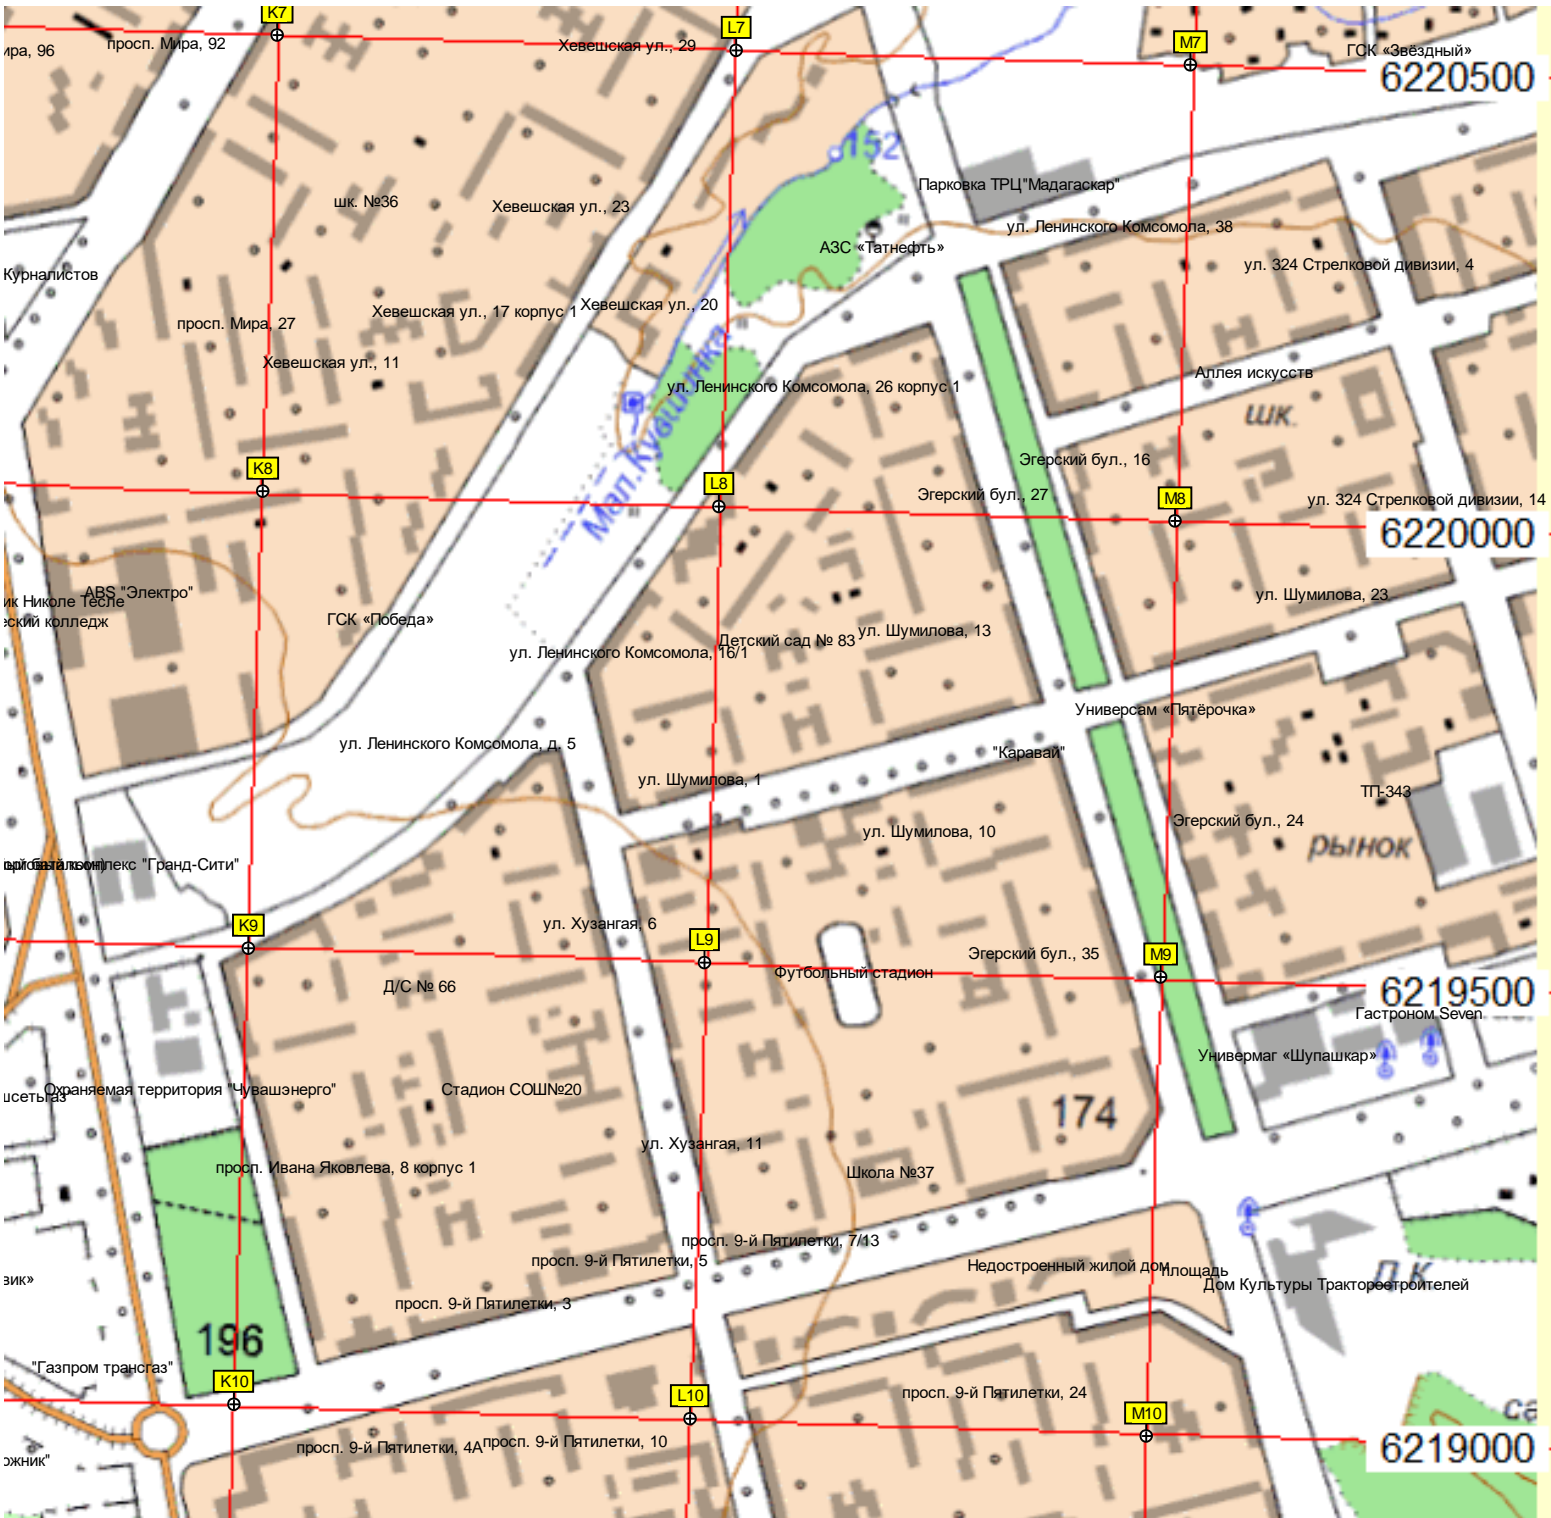 K7
L7
M7
просп. Мира, 92
Хевешская ул., 29
ГСК «Звёздный»
ира, 96
6220500
152
Парковка ТРЦ"Мадагаскар"
шк. №36
Хевешская ул., 23
ул. Ленинского Комсомола, 38
АЗС «Татнефть»
ул. 324 Стрелковой дивизии, 4
Журналистов
Хевешская ул., 20
Хевешская ул., 17 корпус 1
просп. Мира, 27
Хевешская ул., 11
Аллея искусств
ул. Ленинского Комсомола, 26 корпус 1
Мал.Кувшинка
шк.
Эгерский бул., 16
K8
L8
M8
Эгерский бул., 27
ул. 324 Стрелковой дивизии, 14
6220000
ABS "Электро"
ик Николе Тесле
еский колледж
ул. Шумилова, 23
ГСК «Победа»
ул. Шумилова, 13
Детский сад № 83
ул. Ленинского Комсомола, 16/1
Универсам «Пятёрочка»
ул. Ленинского Комсомола, д. 5
"Каравай"
ул. Шумилова, 1
ТП-343
Эгерский бул., 24
ул. Шумилова, 10
рынок
плекс "Гранд-Сити"
K9
ул. Хузангая, 6
L9
Эгерский бул., 35
M9
Футбольный стадион
6219500
Д/С № 66
Гастроном Seven
Универмаг «Шупашкар»
Охраняемая территория "Чувашэнерго"
Стадион СОШ№20
шсетьгаз"
174
ул. Хузангая, 11
просп. Ивана Яковлева, 8 корпус 1
Школа №37
просп. 9-й Пятилетки, 7/13
просп. 9-й Пятилетки, 5
Недостроенный жилой дом
площадь
вик»
Д.К
Дом Культуры Тракторостроителей
просп. 9-й Пятилетки, 3
196
"Газпром трансгаз"
K10
L10
просп. 9-й Пятилетки, 24
M10
са
просп. 9-й Пятилетки, 4А
просп. 9-й Пятилетки, 10
6219000
ожник"